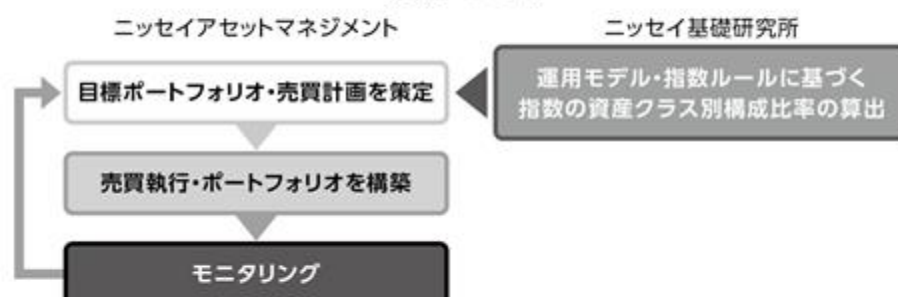 ニッセイアセットマネジメント
ニッセイ基礎研究所
目標ポートフォリオ・売買計画を策定
運用モデル・指数ルールに基づく
指数の資産クラス別構成比率の算出
売買執行・ポートフォリオを構築
モニタリング